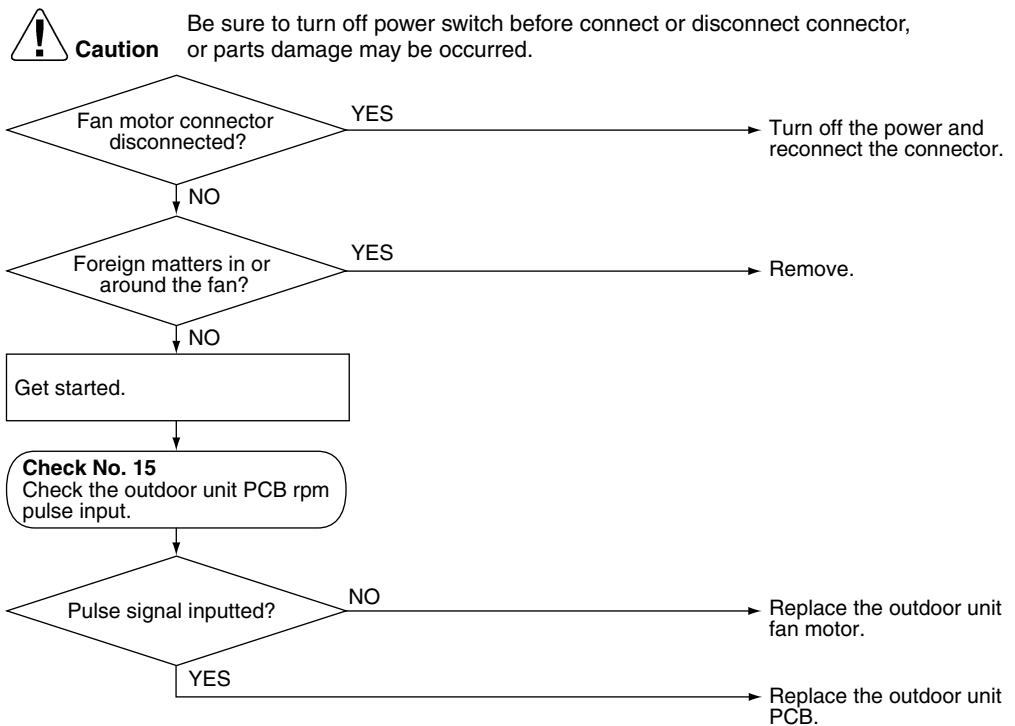 Be sure to turn off power switch before connect or disconnect connector,
Caution
or parts damage may be occurred.
Fan motor connector
disconnected?
YES
Turn off the power and
reconnect the connector.
NO
Foreign matters in or
around the fan?
YES
Remove.
NO
Get started.
Check No. 15
Check the outdoor unit PCB rpm
pulse input.
Pulse signal inputted?
NO
Replace the outdoor unit
fan motor.
YES
Replace the outdoor unit
PCB.